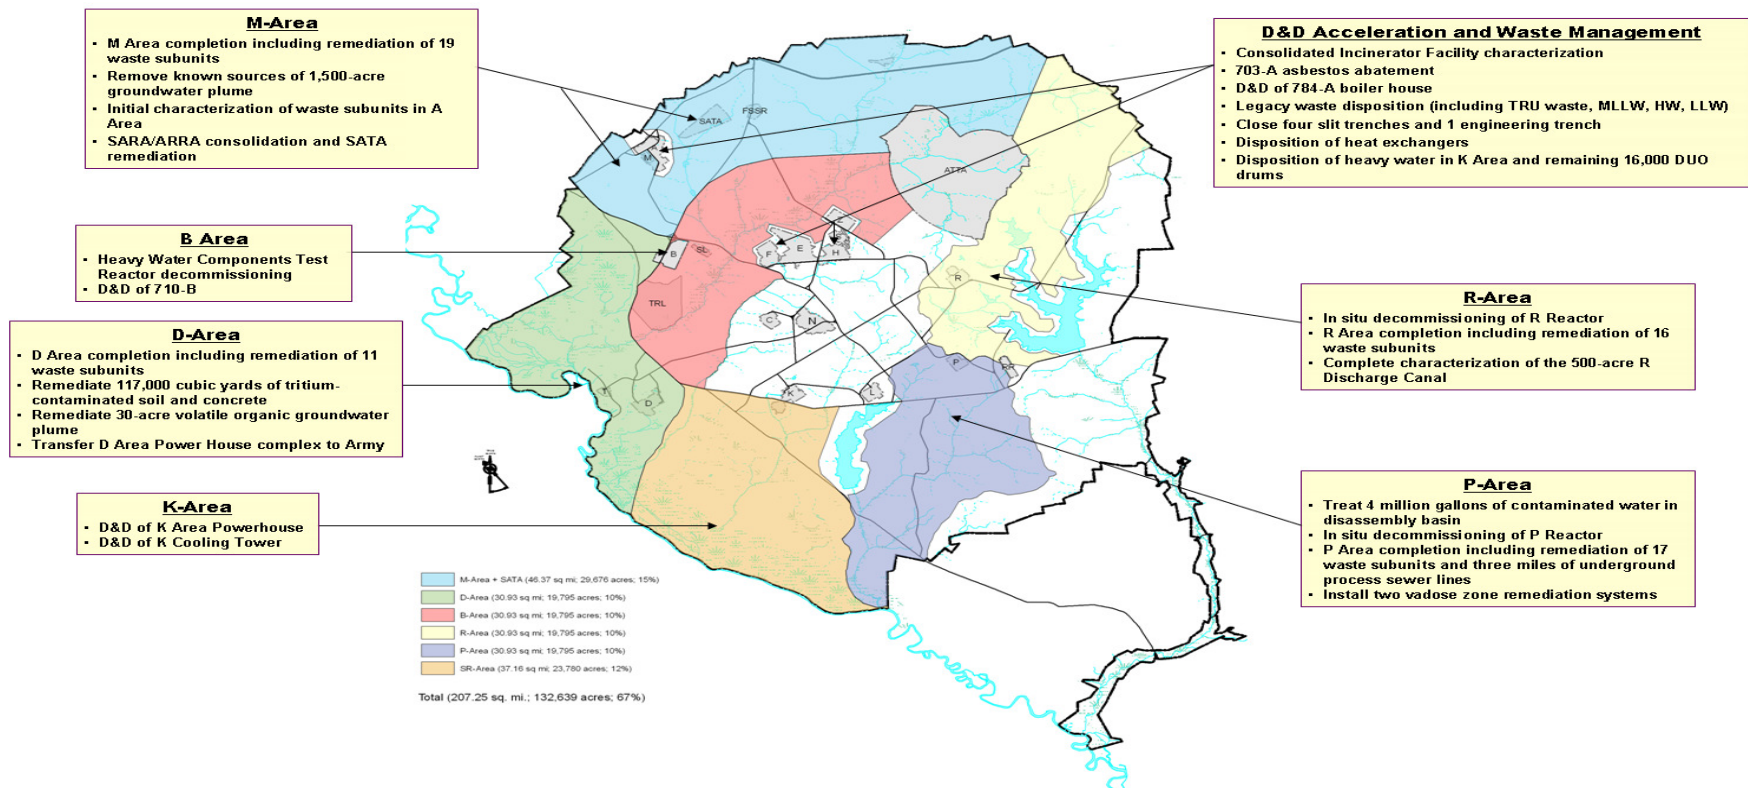 M-Area
• M Area completion including remediation of 19
waste subunits
• Remove known sources of 1,500-acre
groundwater plume
• Initial characterization of waste subunits in A
Area
• SARA/ARRA consolidation and SATA
remediation
D&D Acceleration and Waste Management
• Consolidated Incinerator Facility characterization
• 703-A asbestos abatement
• D&D of 784-A boiler house
• Legacy waste disposition (including TRU waste, MLLW, HW, LLW)
• Close four slit trenches and 1 engineering trench
• Disposition of heat exchangers
• Disposition of heavy water in K Area and remaining 16,000 DUO
drums
B Area
• Heavy Water Components Test
Reactor decommissioning
• D&D of 710-B
D-Area
• D Area completion including remediation of 11
waste subunits
• Remediate 117,000 cubic yards of tritium-
contaminated soil and concrete
• Remediate 30-acre volatile organic groundwater
plume
• Transfer D Area Power House complex to Army
K-Area
• D&D of K Area Powerhouse
• D&D of K Cooling Tower
R-Area
• In situ decommissioning of R Reactor
• R Area completion including remediation of 16
waste subunits
• Complete characterization of the 500-acre R
Discharge Canal
P-Area
• Treat 4 million gallons of contaminated water in
disassembly basin
• In situ decommissioning of P Reactor
• P Area completion including remediation of 17
waste subunits and three miles of underground
process sewer lines
• Install two vadose zone remediation systems
SATA
FSSR
A
M
ATTA
Z
B
SL
F
E
H
R
TRL
C
N
P
RR
T
D
K
L
M-Area + SATA (46.37 sq mi; 29,676 acres; 15%)
D-Area (30.93 sq mi; 19,795 acres; 10%)
B-Area (30.93 sq mi; 19,795 acres; 10%)
R-Area (30.93 sq mi; 19,795 acres; 10%)
P-Area (30.93 sq mi; 19,795 acres; 10%)
SR-Area (37.16 sq mi; 23,780 acres; 12%)
Total (207.25 sq. mi.; 132,639 acres; 67%)